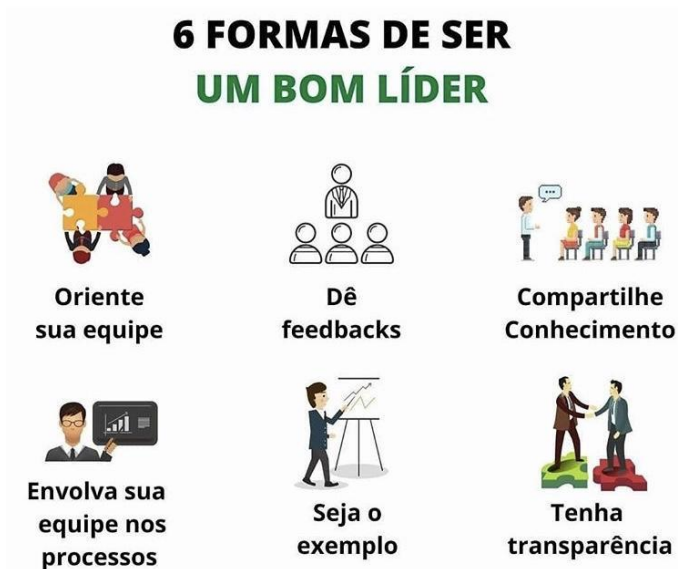 6 FORMAS DE SER
UM BOM LÍDER
Oriente
sua equipe
Dê
feedbacks
Compartilhe
Conhecimento
Envolva sua
equipe nos
processos
Seja o
exemplo
Tenha
transparência